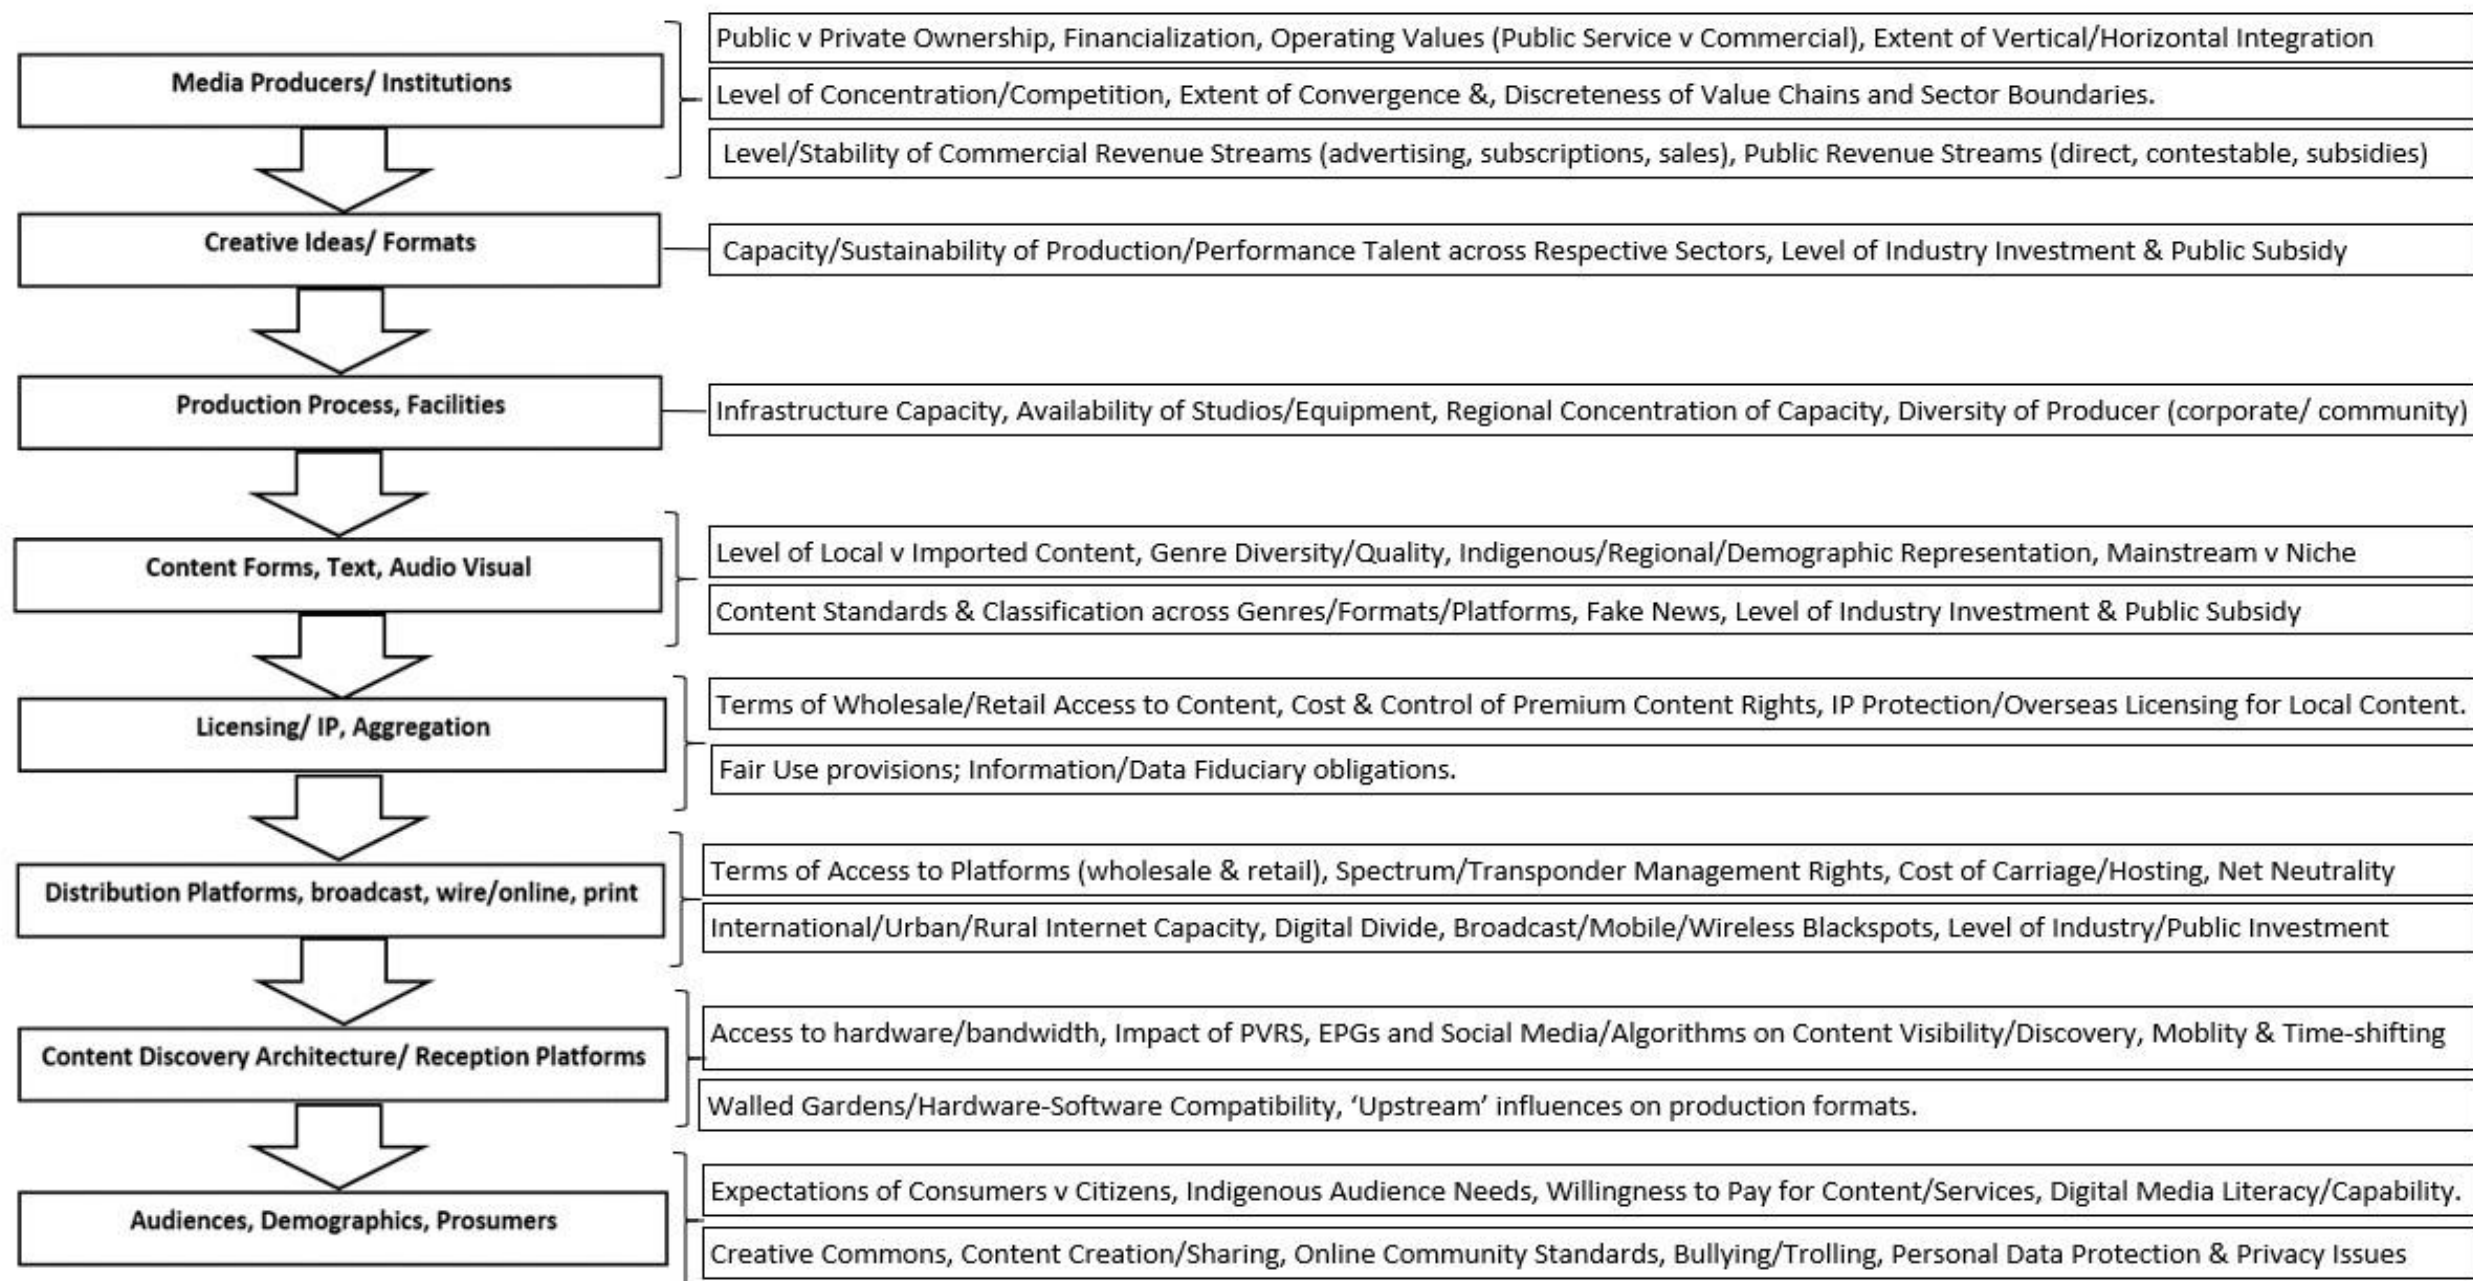 Media Producers/ Institutions
Public v Private Ownership, Financialization, Operating Values (Public Service v Commercial), Extent of Vertical/Horizontal Integration
Level of Concentration/Competition, Extent of Convergence &, Discreteness of Value Chains and Sector Boundaries.
Level/Stability of Commercial Revenue Streams (advertising, subscriptions, sales), Public Revenue Streams (direct, contestable, subsidies)
Creative Ideas/ Formats
Capacity/Sustainability of Production/Performance Talent across Respective Sectors, Level of Industry Investment & Public Subsidy
Production Process, Facilities
Infrastructure Capacity, Availability of Studios/Equipment, Regional Concentration of Capacity, Diversity of Producer (corporate/ community)
Content Forms, Text, Audio Visual
Level of Local v Imported Content, Genre Diversity/Quality, Indigenous/Regional/Demographic Representation, Mainstream v Niche
Content Standards & Classification across Genres/Formats/Platforms, Fake News, Level of Industry Investment & Public Subsidy
Licensing/ IP, Aggregation
Terms of Wholesale/Retail Access to Content, Cost & Control of Premium Content Rights, IP Protection/Overseas Licensing for Local Content.
Fair Use provisions; Information/Data Fiduciary obligations.
Distribution Platforms, broadcast, wire/online, print
Terms of Access to Platforms (wholesale & retail), Spectrum/Transponder Management Rights, Cost of Carriage/Hosting, Net Neutrality
International/Urban/Rural Internet Capacity, Digital Divide, Broadcast/Mobile/Wireless Blackspots, Level of Industry/Public Investment
Content Discovery Architecture/ Reception Platforms
Access to hardware/bandwidth, Impact of PVRS, EPGs and Social Media/Algorithms on Content Visibility/Discovery, Moblity & Time-shifting
Walled Gardens/Hardware-Software Compatibility, ‘Upstream’ influences on production formats.
Audiences, Demographics, Prosumers
Expectations of Consumers v Citizens, Indigenous Audience Needs, Willingness to Pay for Content/Services, Digital Media Literacy/Capability.
Creative Commons, Content Creation/Sharing, Online Community Standards, Bullying/Trolling, Personal Data Protection & Privacy Issues